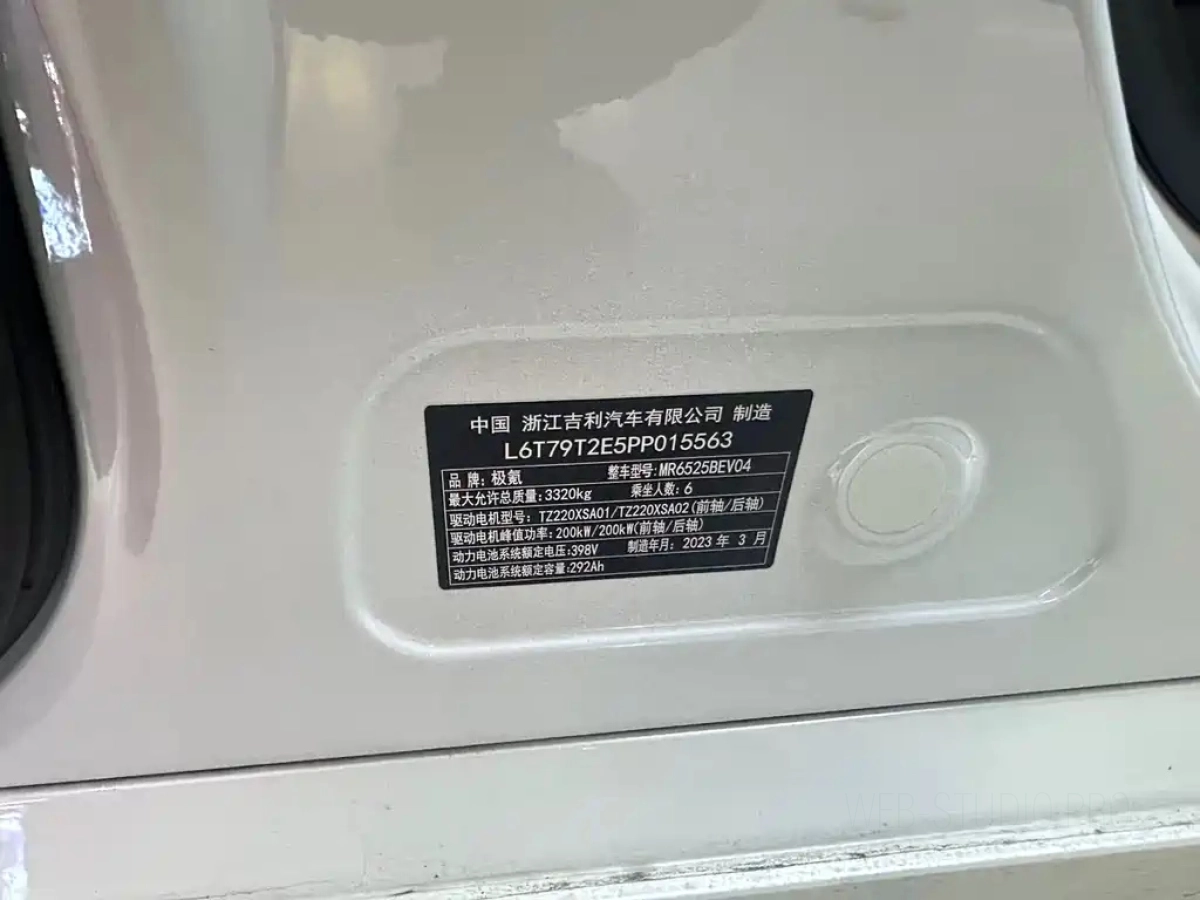 中国 浙江吉利汽车有限公司 制造
L6T79T2E5PP015563
品 牌: 极氪 整车型号:MR6525BEV04
最大允许总质量:3320kg 乘坐人数: 6
驱动电机型号: TZ220XSA01/TZ220XSA02(前轴/后轴)
驱动电机峰值功率:200kW/200kW(前轴/后轴)
动力电池系统额定电压:398V 制造年月: 2023 年 3 月
动力电池系统额定容量:292Ah
WEB-STUDIO.PRO